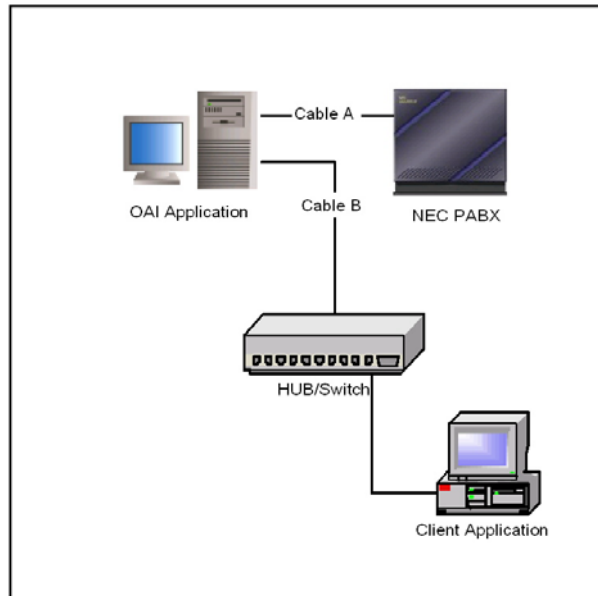 Cable A
OAI Application
Cable B
NEC PABX
HUB/Switch
Client Application